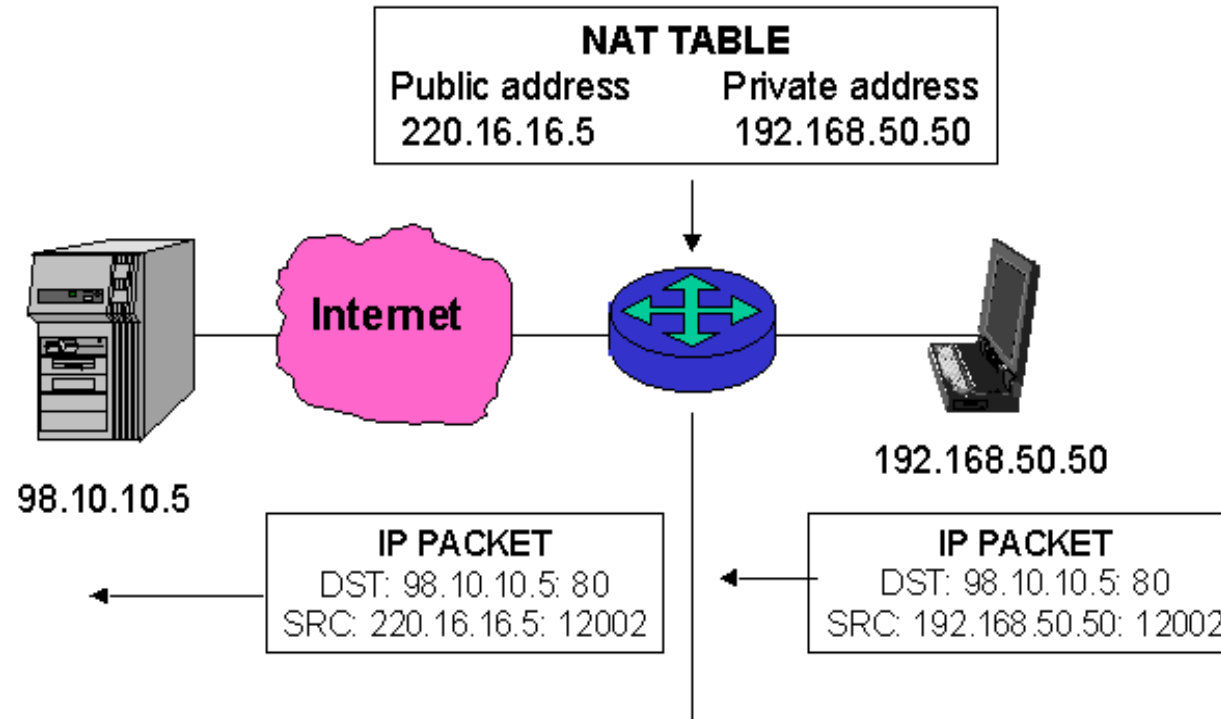 NAT TABLE
Public address Private address
220.16.16.5 192.168.50.50
Internet
98.10.10.5
192.168.50.50
IP PACKET
DST: 98.10.10.5: 80
SRC: 220.16.16.5: 12002
IP PACKET
DST: 98.10.10.5: 80
SRC: 192.168.50.50: 12002